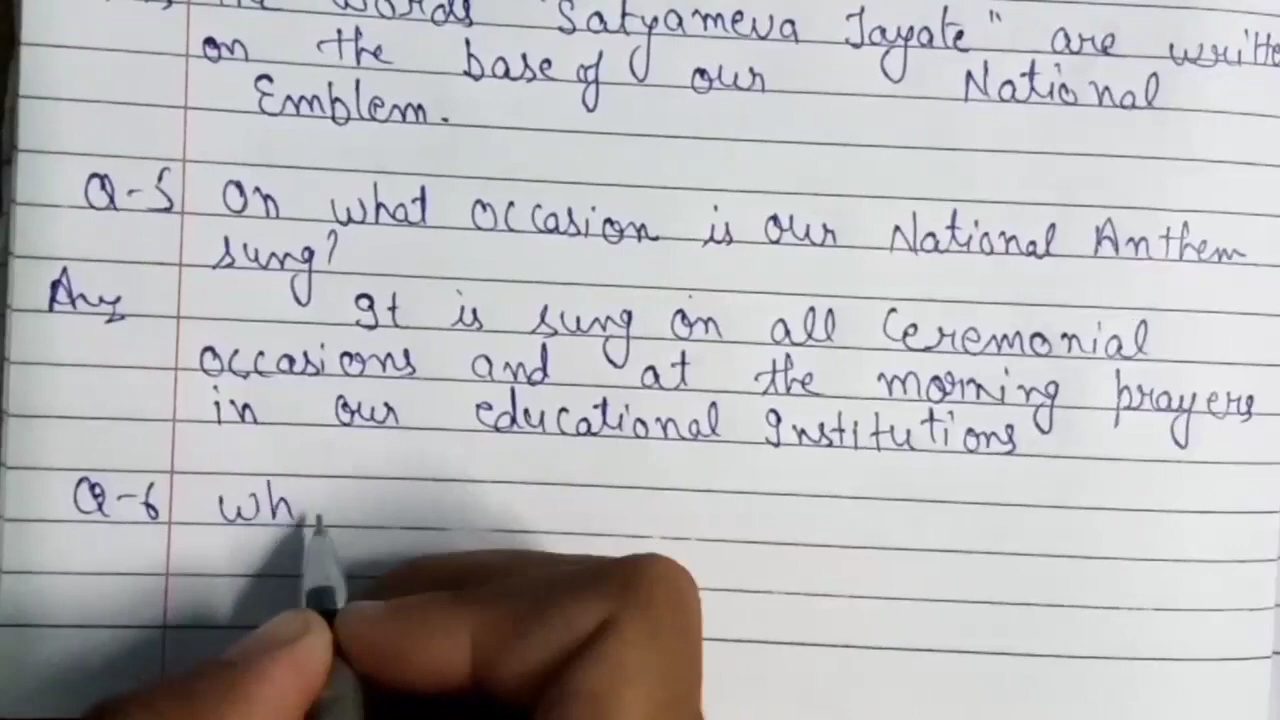 words "Satyameva Jayate" are
on the base of our National
Emblem.
Q-5 On what occasion is our National Anthem
sung?
Ans It is sung on all Ceremonial
occasions and at the morning prayers
in our educational Institutions
Q-6 Wh